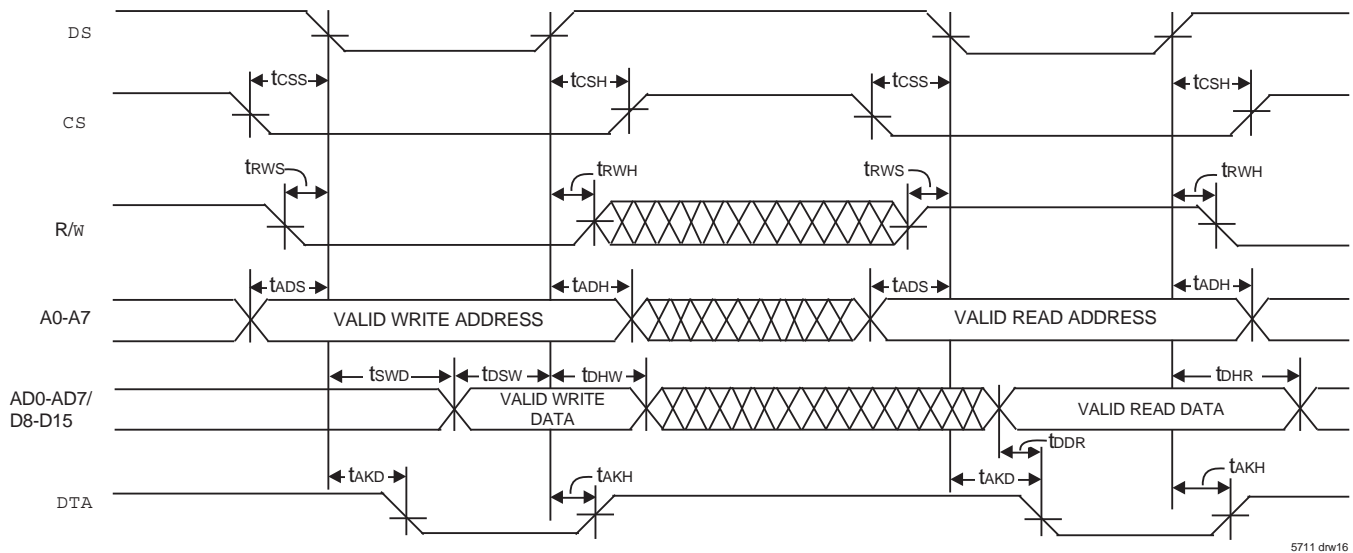 DS
tCSS
tCSH
tCSS
tCSH
CS
tRWS
tRWH
tRWS
tRWH
R/W
tADS
tADH
tADS
tADH
A0-A7
VALID WRITE ADDRESS
VALID READ ADDRESS
tSWD
tDSW
tDHW
tDHR
AD0-AD7/
D8-D15
VALID WRITE
DATA
VALID READ DATA
tDDR
tAKD
tAKH
tAKD
tAKH
DTA
5711 drw16